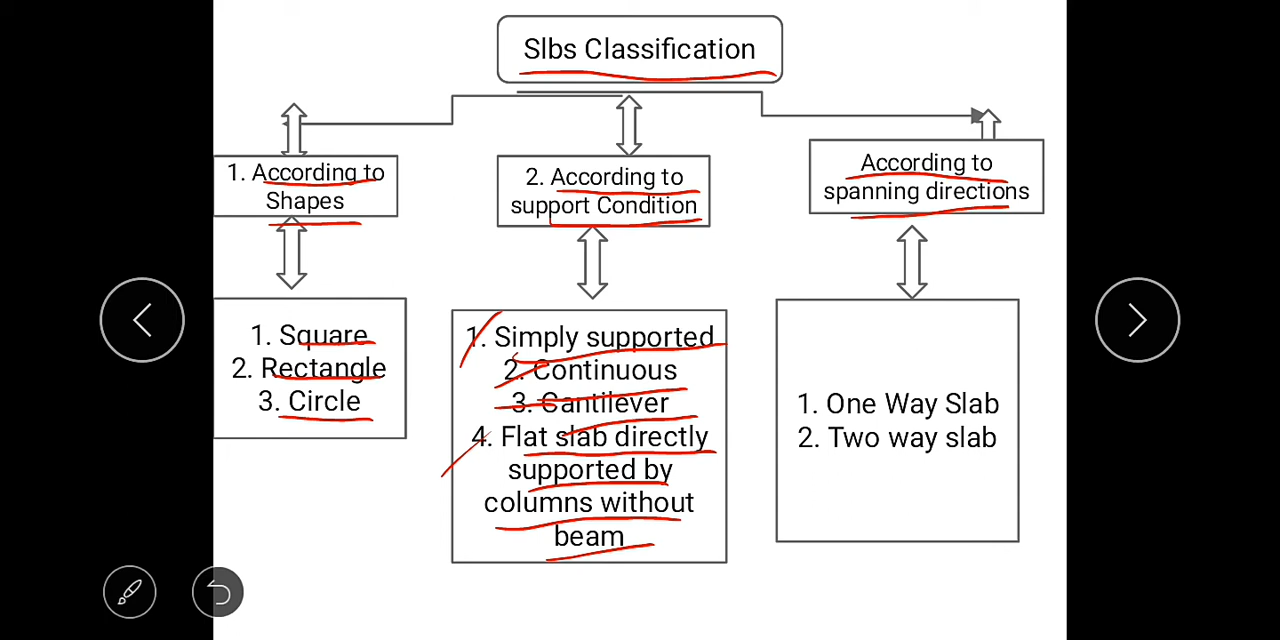 Slbs Classification
1. According to
Shapes
2. According to
support Condition
According to
spanning directions
1. Square
2. Rectangle
3. Circle
1. Simply supported
2. Continuous
3. Cantilever
4. Flat slab directly
supported by
columns without
beam
1. One Way Slab
2. Two way slab